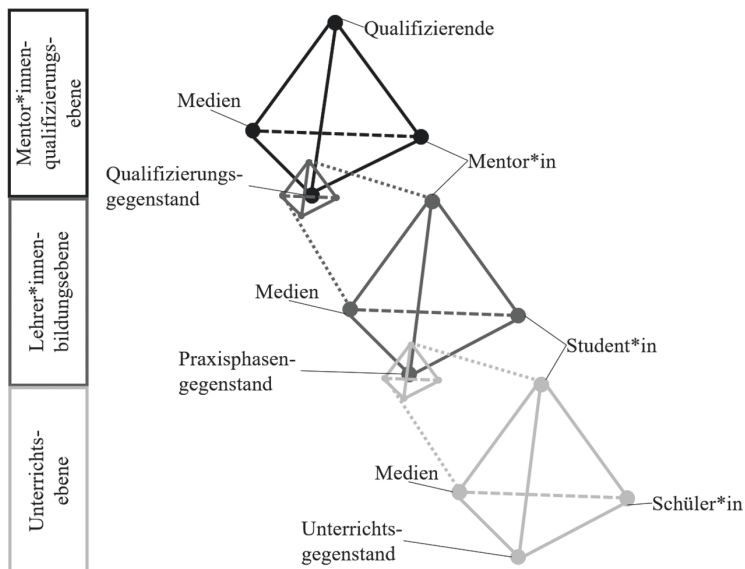 Mentor*innen-
qualifizierungs-
ebene
Lehrer*innen-
bildungsebene
Unterrichts-
ebene
Qualifizierende
Medien
Mentor*in
Qualifizierungs-
gegenstand
Medien
Student*in
Praxisphasen-
gegenstand
Medien
Schüler*in
Unterrichts-
gegenstand